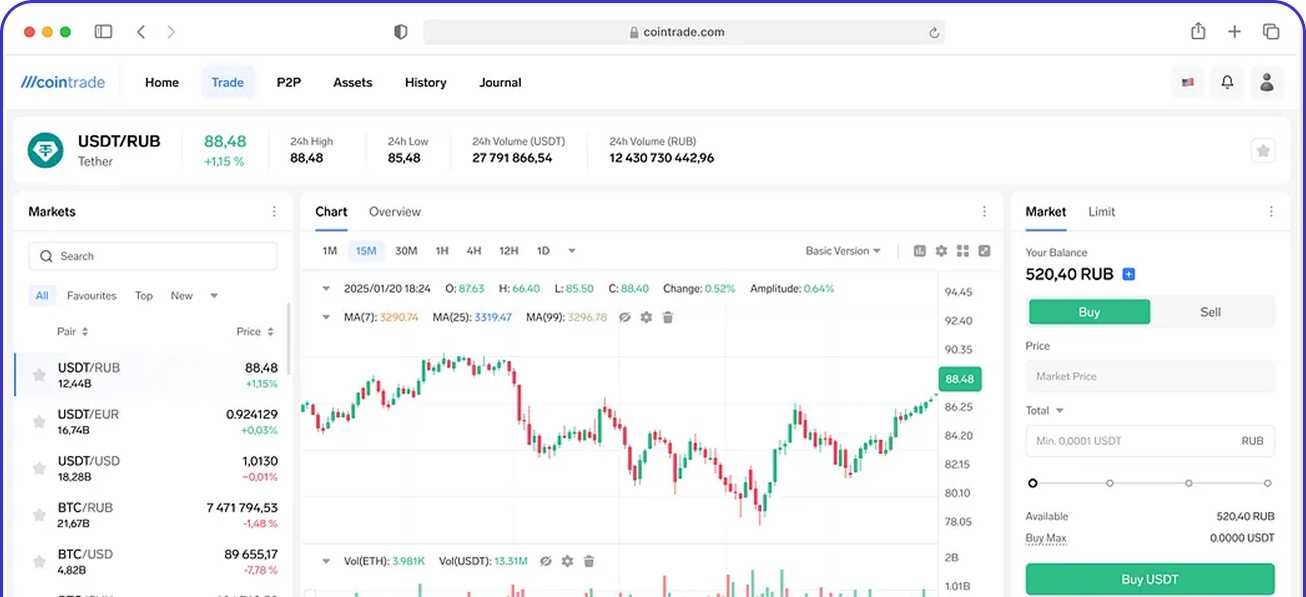 cointrade.com
///cointrade
Home Trade P2P Assets History Journal
USDT/RUB
Tether
88,48
+1,15 %
24h High
88,48
24h Low
85,48
24h Volume (USDT)
27 791 866,54
24h Volume (RUB)
12 430 730 442,96
Markets
Search
All Favourites Top New
Pair Price
USDT/RUB 88,48
12,44B +1,15%
USDT/EUR 0.924129
16,74B +0,03%
USDT/USD 1,0130
18,28B −0,01%
BTC/RUB 7 471 794,53
21,67B -1,48 %
BTC/USD 89 655,17
4,82B -7,78 %
Chart Overview
1M 15M 30M 1H 4H 12H 1D
Basic Version
2025/01/20 18:24 O: 87.63 H: 66.40 L: 85.50 C: 88.40 Change: 0.52% Amplitude: 0.64%
MA(7): 3290.74 MA(25): 3319.47 MA(99): 3296.78
94.45
92.40
90.35
88.48
86.25
84.20
82.15
80.10
78.05
Vol(ETH): 3.981K Vol(USDT): 13.31M
2B
1.01B
Market Limit
Your Balance
520,40 RUB
Buy Sell
Price
Market Price
Total
Min. 0,0001 USDT RUB
Available 520,40 RUB
Buy Max 0.0000 USDT
Buy USDT